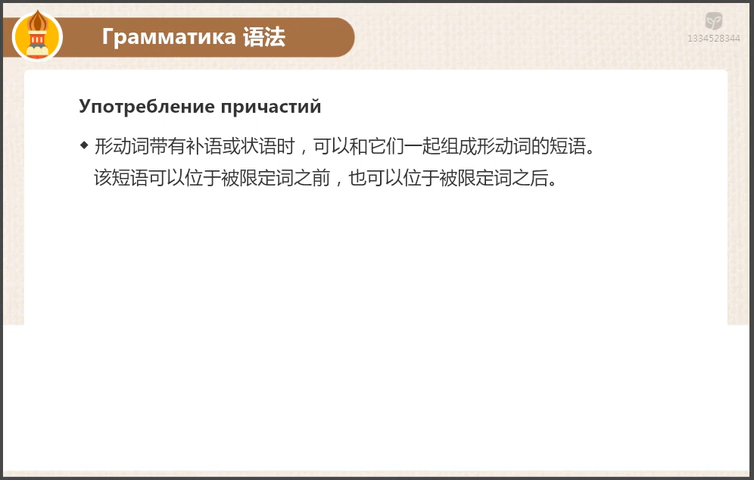 Грамматика 语法
1334528344
Употребление причастий
◆ 形动词带有补语或状语时，可以和它们一起组成形动词的短语。
该短语可以位于被限定词之前，也可以位于被限定词之后。